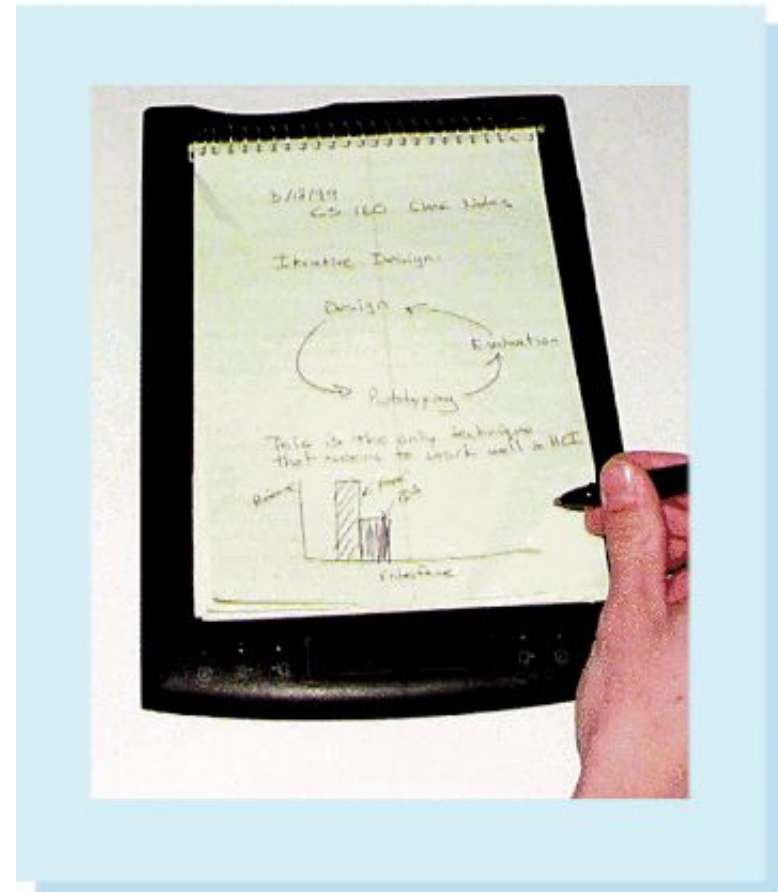 CS 160 Class Notes
Iterative Design:
Design
Evaluation
Prototyping
This is the only technique
that seems to work well in HCI.
Interface